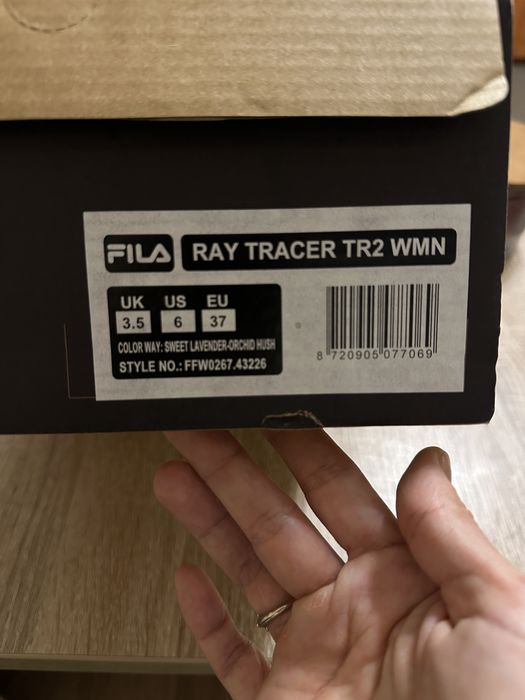 FILA RAY TRACER TR2 WMN
UK US EU
3.5 6 37
COLOR WAY: SWEET LAVENDER-ORCHID HUSH
STYLE NO.: FFW0267.43226
8 720905 077069